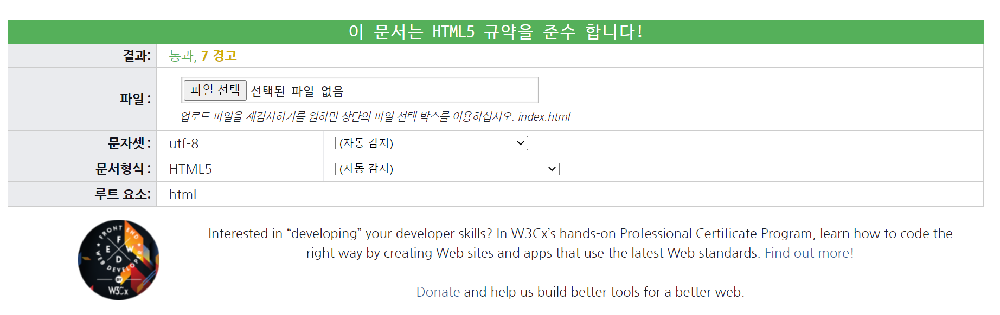 이 문서는 HTML5 규약을 준수 합니다!
결과: 통과, 7 경고
파일 : 파일 선택 선택된 파일 없음
업로드 파일을 재검사하기를 원하면 상단의 파일 선택 박스를 이용하십시오. index.html
문자셋 : utf-8 (자동 감지)
문서형식 : HTML5 (자동 감지)
루트 요소: html
FRONT END
F
E W
D
WEB DEVELOPER
BY
W3Cx
Interested in “developing” your developer skills? In W3Cx’s hands-on Professional Certificate Program, learn how to code the
right way by creating Web sites and apps that use the latest Web standards. Find out more!
Donate and help us build better tools for a better web.